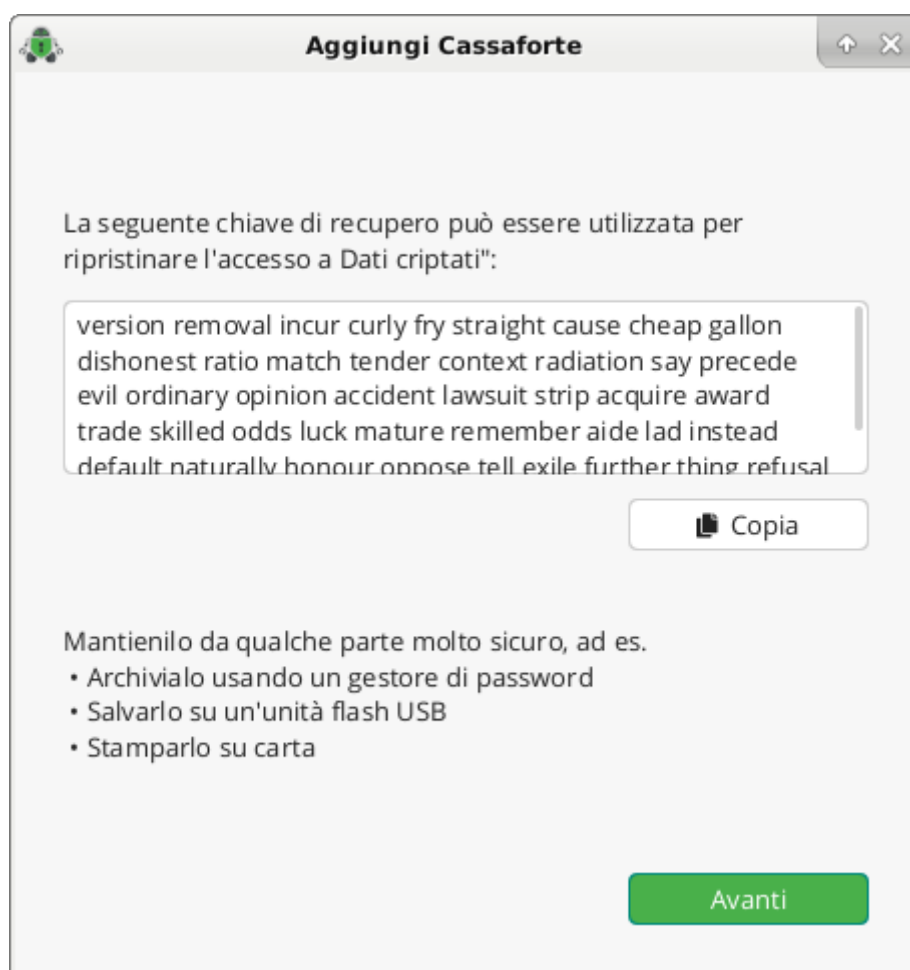 Aggiungi Cassaforte
La seguente chiave di recupero può essere utilizzata per
ripristinare l'accesso a Dati criptati":
version removal incur curly fry straight cause cheap gallon
dishonest ratio match tender context radiation say precede
evil ordinary opinion accident lawsuit strip acquire award
trade skilled odds luck mature remember aide lad instead
default naturally honour oppose tell exile further thing refusal
Copia
Mantienilo da qualche parte molto sicuro, ad es.
• Archivialo usando un gestore di password
• Salvarlo su un'unità flash USB
• Stamparlo su carta
Avanti